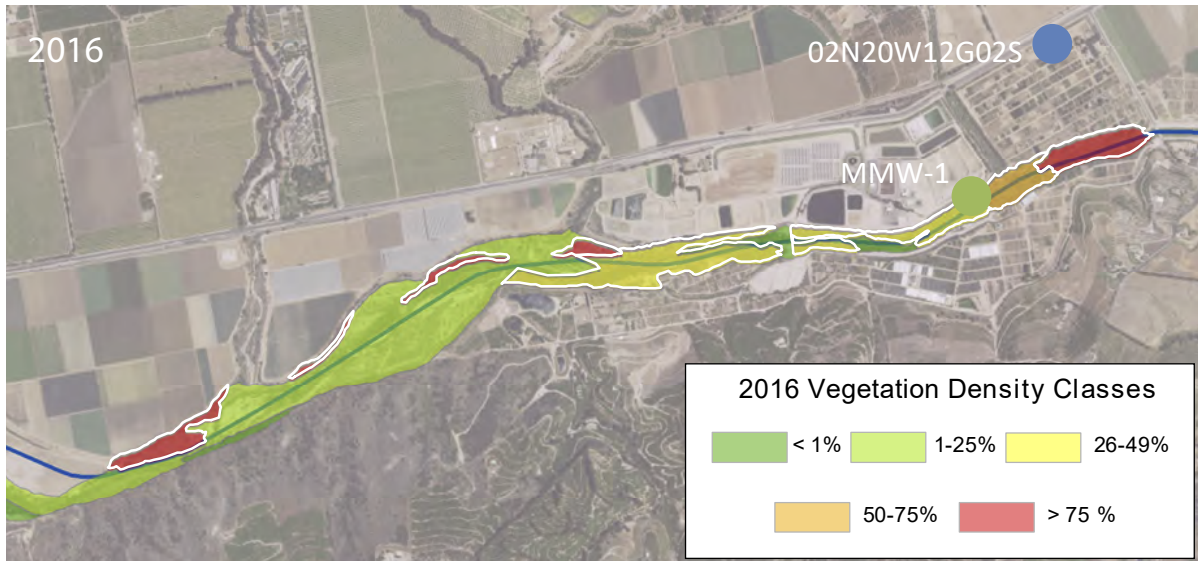 2016
02N20W12G02S
MMW-1
2016 Vegetation Density Classes
< 1%
1-25%
26-49%
50-75%
> 75 %